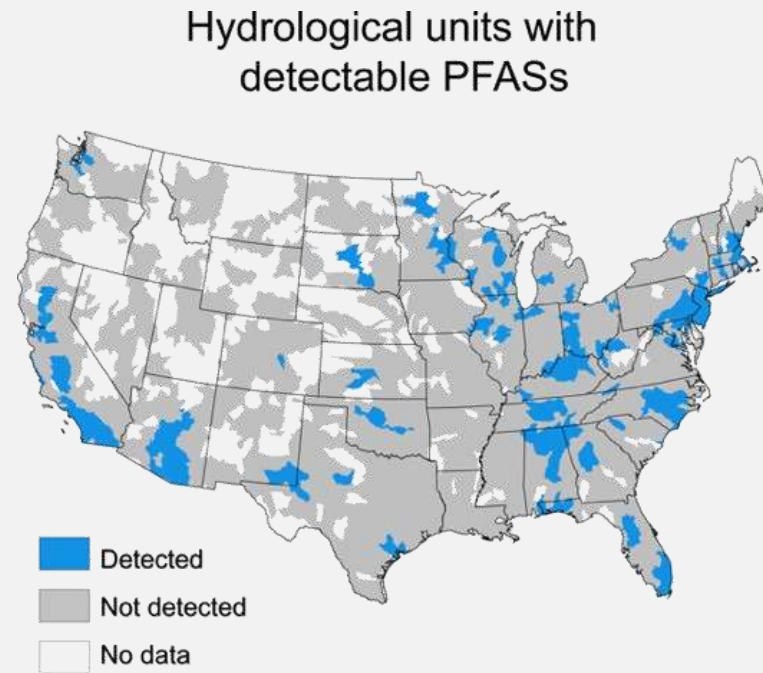 Hydrological units with
detectable PFASs
Detected
Not detected
No data